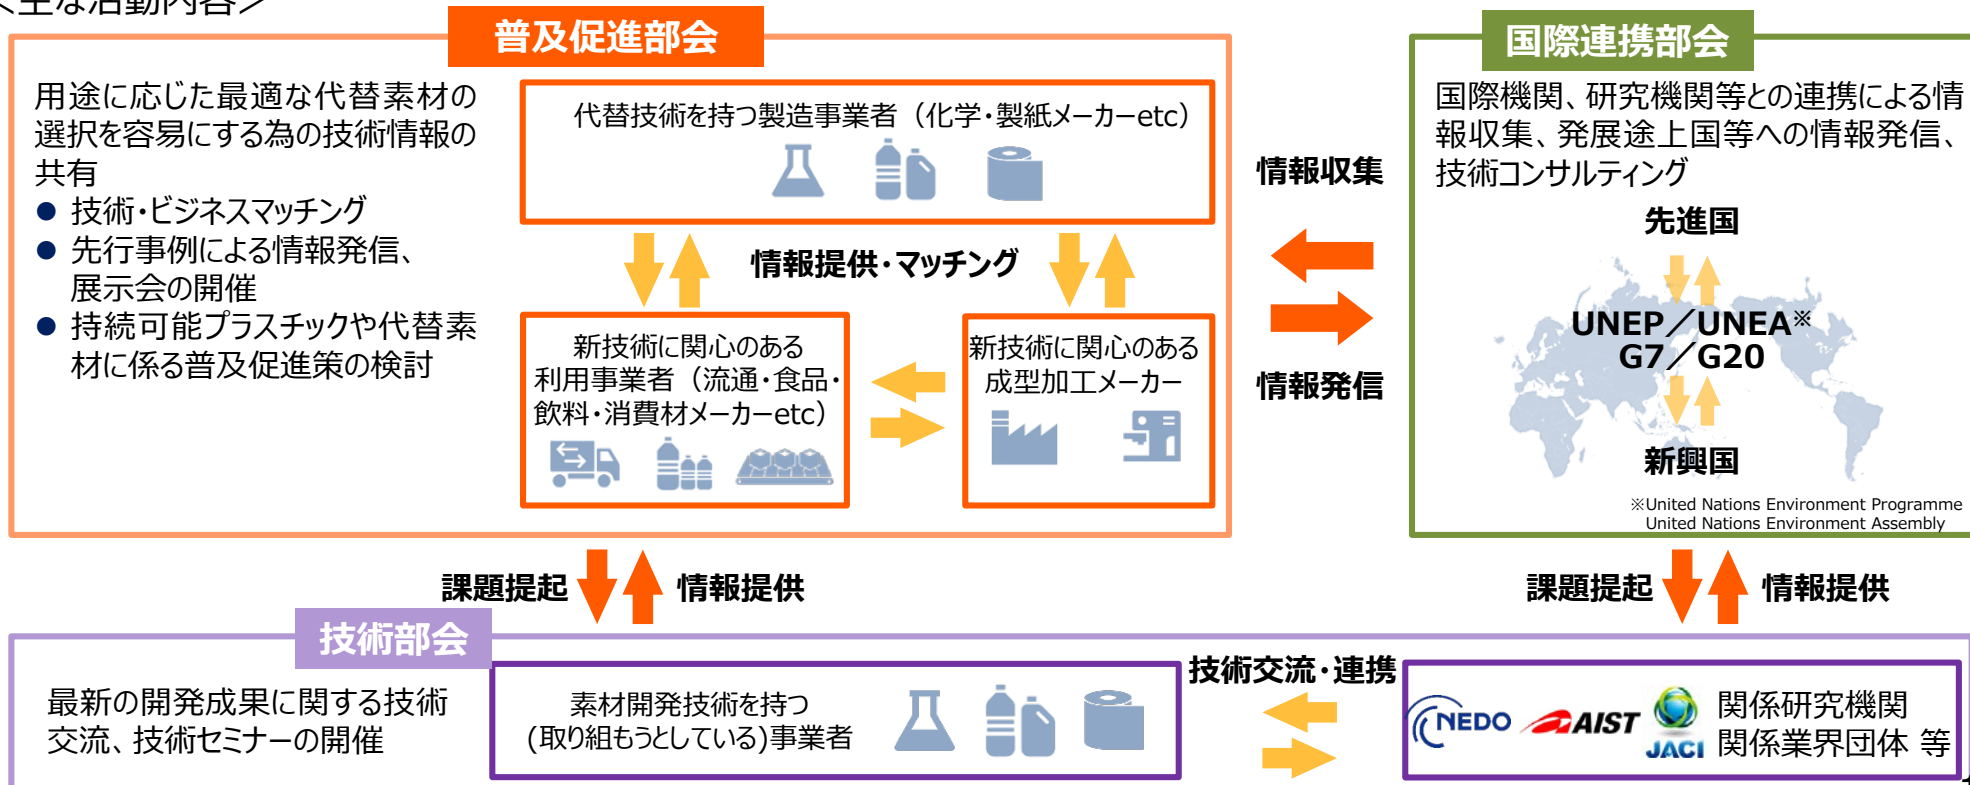 ＜主な活動内容＞
普及促進部会
用途に応じた最適な代替素材の
選択を容易にする為の技術情報の
共有
● 技術・ビジネスマッチング
● 先行事例による情報発信、
展示会の開催
● 持続可能プラスチックや代替素
材に係る普及促進策の検討
代替技術を持つ製造事業者（化学・製紙メーカーetc）
情報提供・マッチング
新技術に関心のある
利用事業者（流通・食品・
飲料・消費材メーカーetc）
新技術に関心のある
成型加工メーカー
情報収集
情報発信
国際連携部会
国際機関、研究機関等との連携による情
報収集、発展途上国等への情報発信、
技術コンサルティング
先進国
UNEP／UNEA※
G7／G20
新興国
※United Nations Environment Programme
United Nations Environment Assembly
課題提起
情報提供
課題提起
情報提供
技術部会
最新の開発成果に関する技術
交流、技術セミナーの開催
素材開発技術を持つ
(取り組もうとしている)事業者
技術交流・連携
NEDO
AIST
JACI
関係研究機関
関係業界団体 等